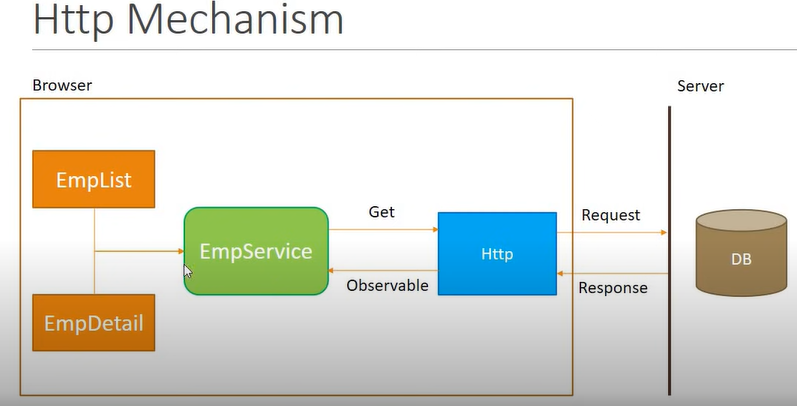 Http Mechanism
Browser
Server
EmpList
Get
Request
EmpService
Http
DB
Observable
Response
EmpDetail